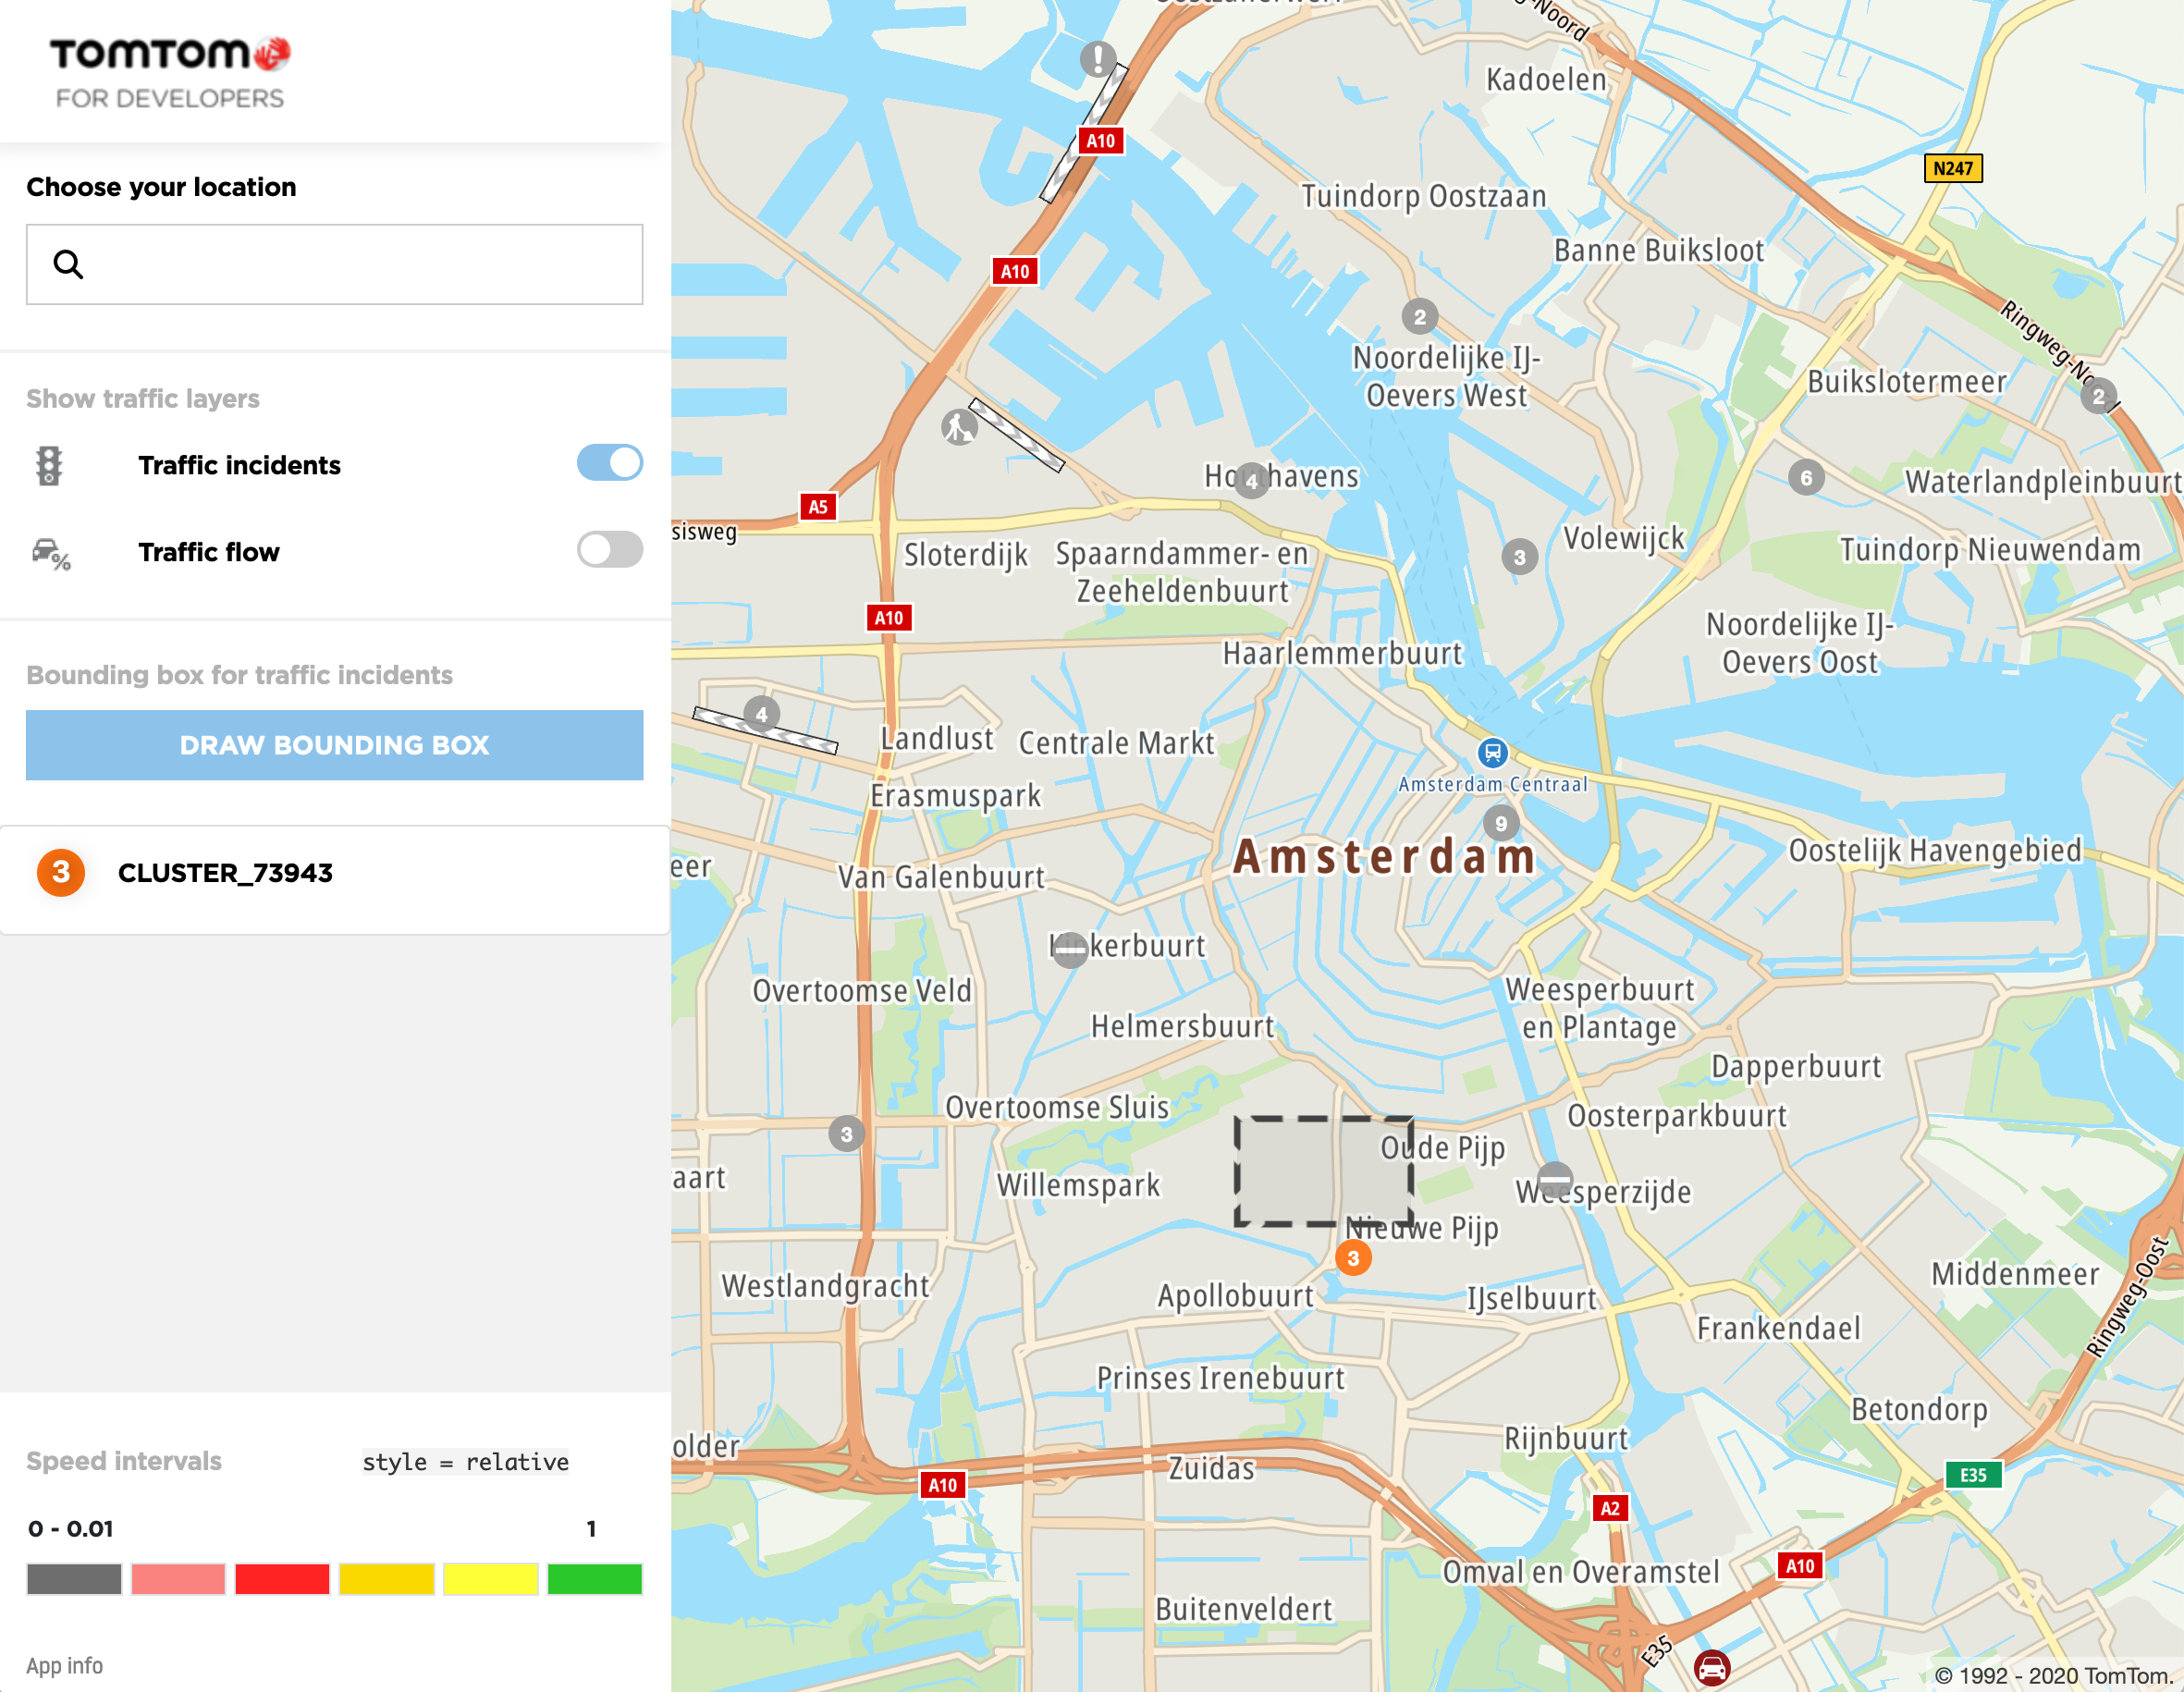 TOMTOM
FOR DEVELOPERS
Choose your location
Show traffic layers
Traffic incidents
Traffic flow
Bounding box for traffic incidents
DRAW BOUNDING BOX
3 CLUSTER_73943
Speed intervals style = relative
0 - 0.01 1
App info
Kadoelen
A10
N247
Tuindorp Oostzaan
Banne Buiksloot
A10
2
Noordelijke IJ-
Oevers West
Buikslotermeer
2
Houthavens
4
6
Waterlandpleinbuurt
A5
sisweg
Sloterdijk
Spaarndammer- en
Zeeheldenbuurt
3
Volewijck
Tuindorp Nieuwendam
A10
Haarlemmerbuurt
Noordelijke IJ-
Oevers Oost
4
Landlust
Centrale Markt
Amsterdam Centraal
Erasmuspark
9
Amsterdam
Oostelijk Havengebied
eer
Van Galenbuurt
kerbuurt
Overtoomse Veld
Weesperbuurt
en Plantage
Helmersbuurt
Dapperbuurt
Overtoomse Sluis
Oosterparkbuurt
3
Oude Pijp
aart
Willemspark
Weesperzijde
Nieuwe Pijp
3
Westlandgracht
Apollobuurt
IJselbuurt
Middenmeer
Ringweg-Oost
Frankendael
Prinses Irenebuurt
Betondorp
older
Rijnbuurt
Zuidas
A10
E35
A2
Omval en Overamstel
A10
Buitenveldert
E35
© 1992 - 2020 TomTom.